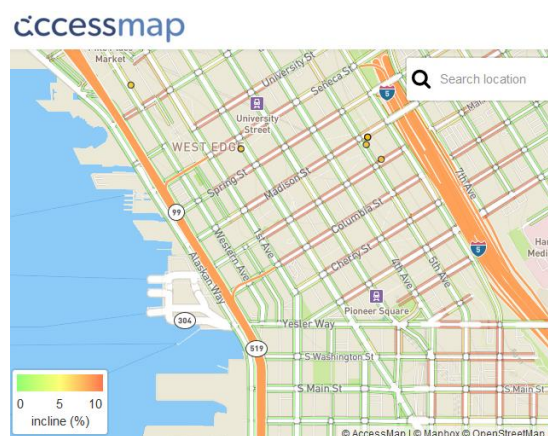 accessmap
Market
University St
Seneca St
5
Search location
University
Street
WEST EDGE
7th Ave
Spring St
Madison St
99
Western Ave
1st Ave
Columbia St
Alaskan Way
Cherry St
4th Ave
5th Ave
5
Pioneer Square
304
Yesler Way
519
S Washington St
S Main St
S Main St
0 5 10
incline (%)
© AccessMap | © Mapbox © OpenStreetMap